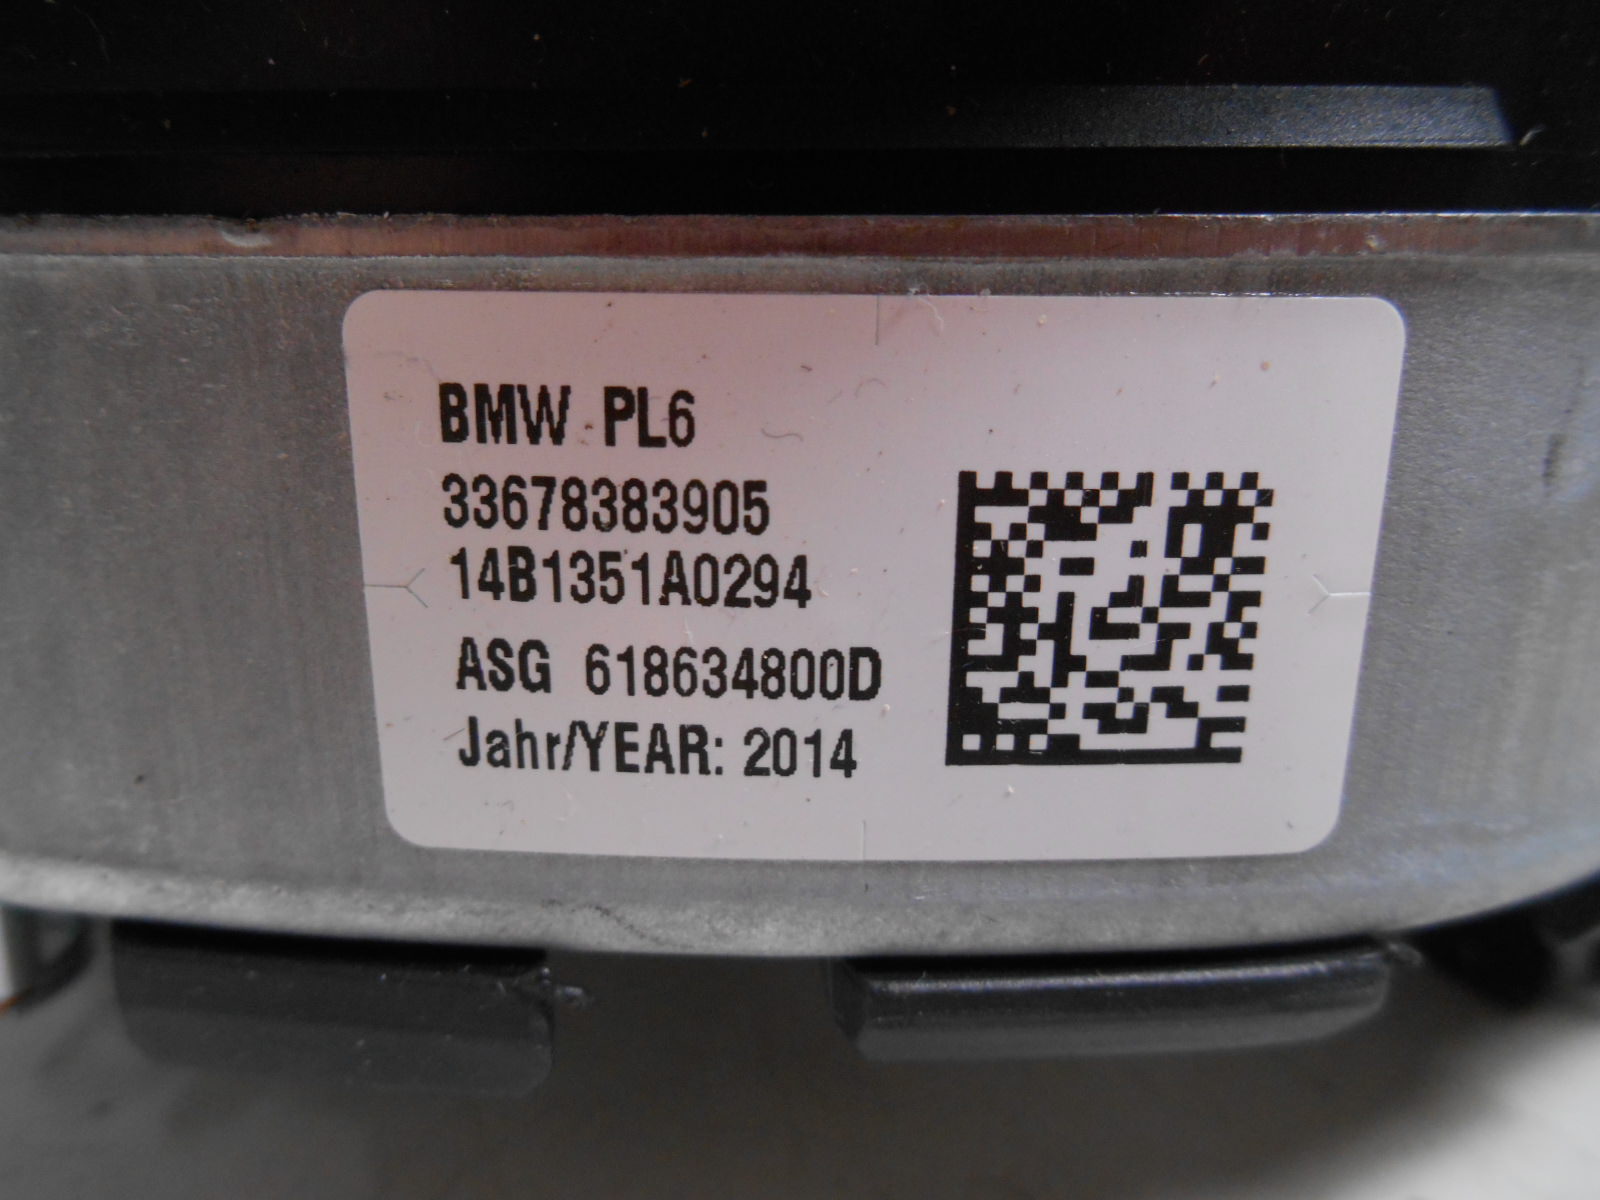 BMW PL6
33678383905
14B1351A0294
ASG 618634800D
Jahr/YEAR: 2014